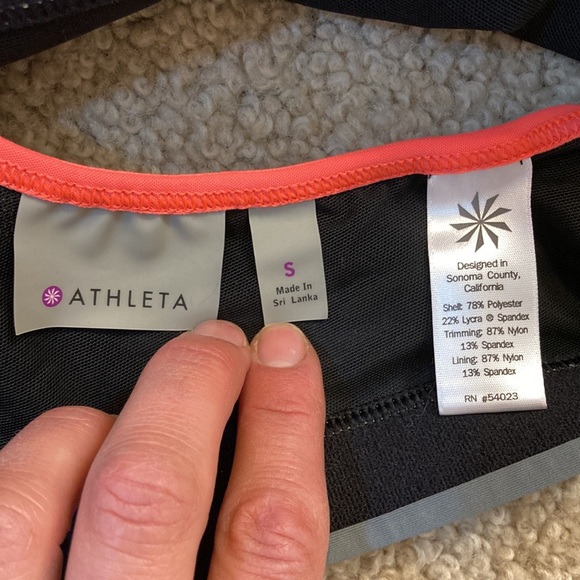 ATHLETA
S
Made In
Sri Lanka
Designed in
Sonoma County,
California
Shell: 78% Polyester
22% Lycra ® Spandex
Trimming: 87% Nylon
13% Spandex
Lining: 87% Nylon
13% Spandex
RN #54023